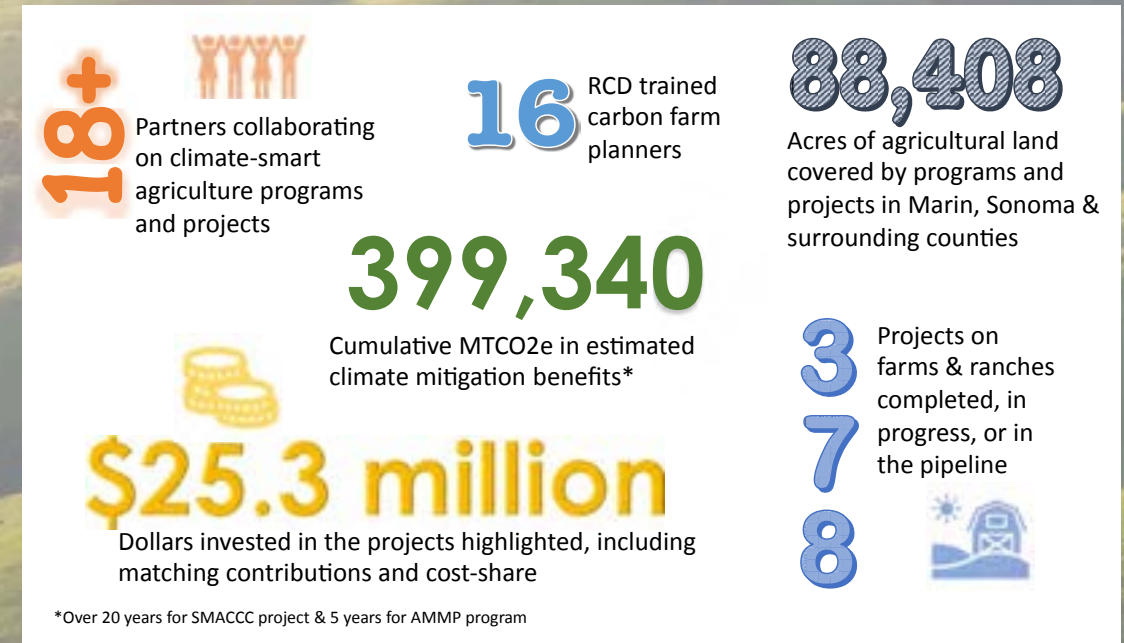 18+
Partners collaborating
on climate-smart
agriculture programs
and projects
16
RCD trained
carbon farm
planners
88,408
Acres of agricultural land
covered by programs and
projects in Marin, Sonoma &
surrounding counties
399,340
Cumulative MTCO2e in estimated
climate mitigation benefits*
$25.3 million
Dollars invested in the projects highlighted, including
matching contributions and cost-share
3
7
8
Projects on
farms & ranches
completed, in
progress, or in
the pipeline
*Over 20 years for SMACCC project & 5 years for AMMP program